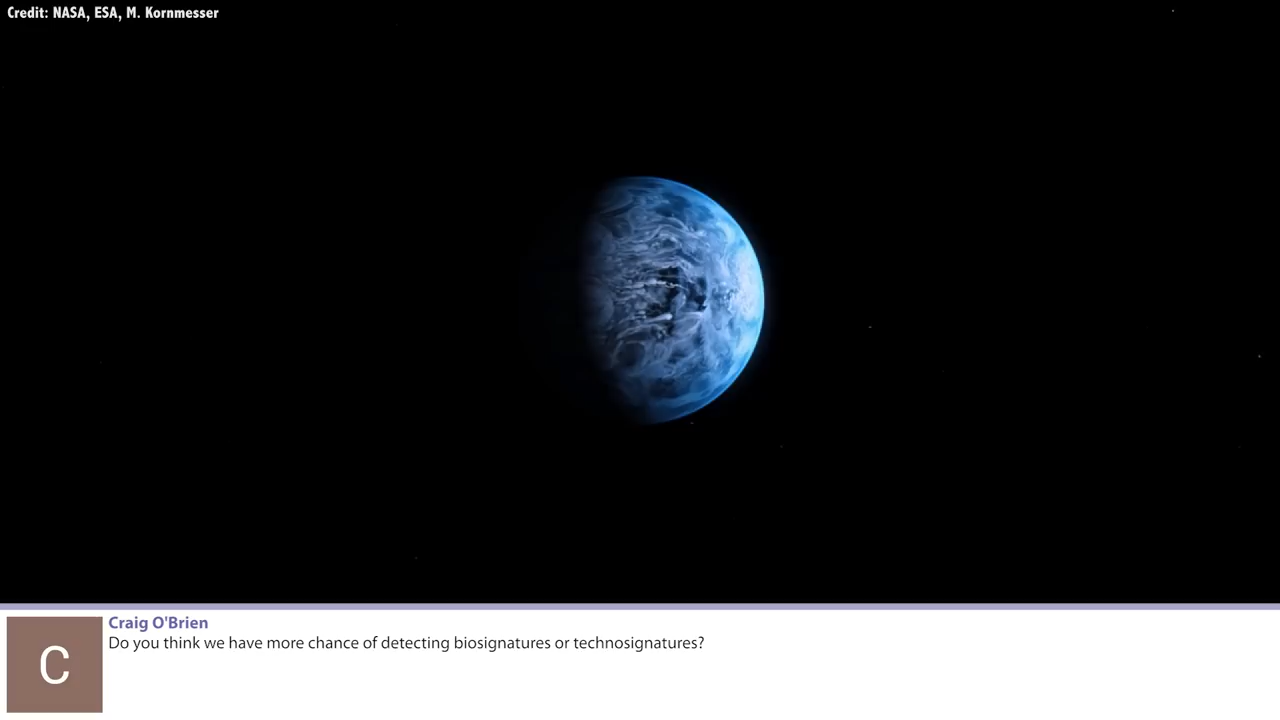 Credit: NASA, ESA, M. Kornmesser
Craig O'Brien
C
Do you think we have more chance of detecting biosignatures or technosignatures?